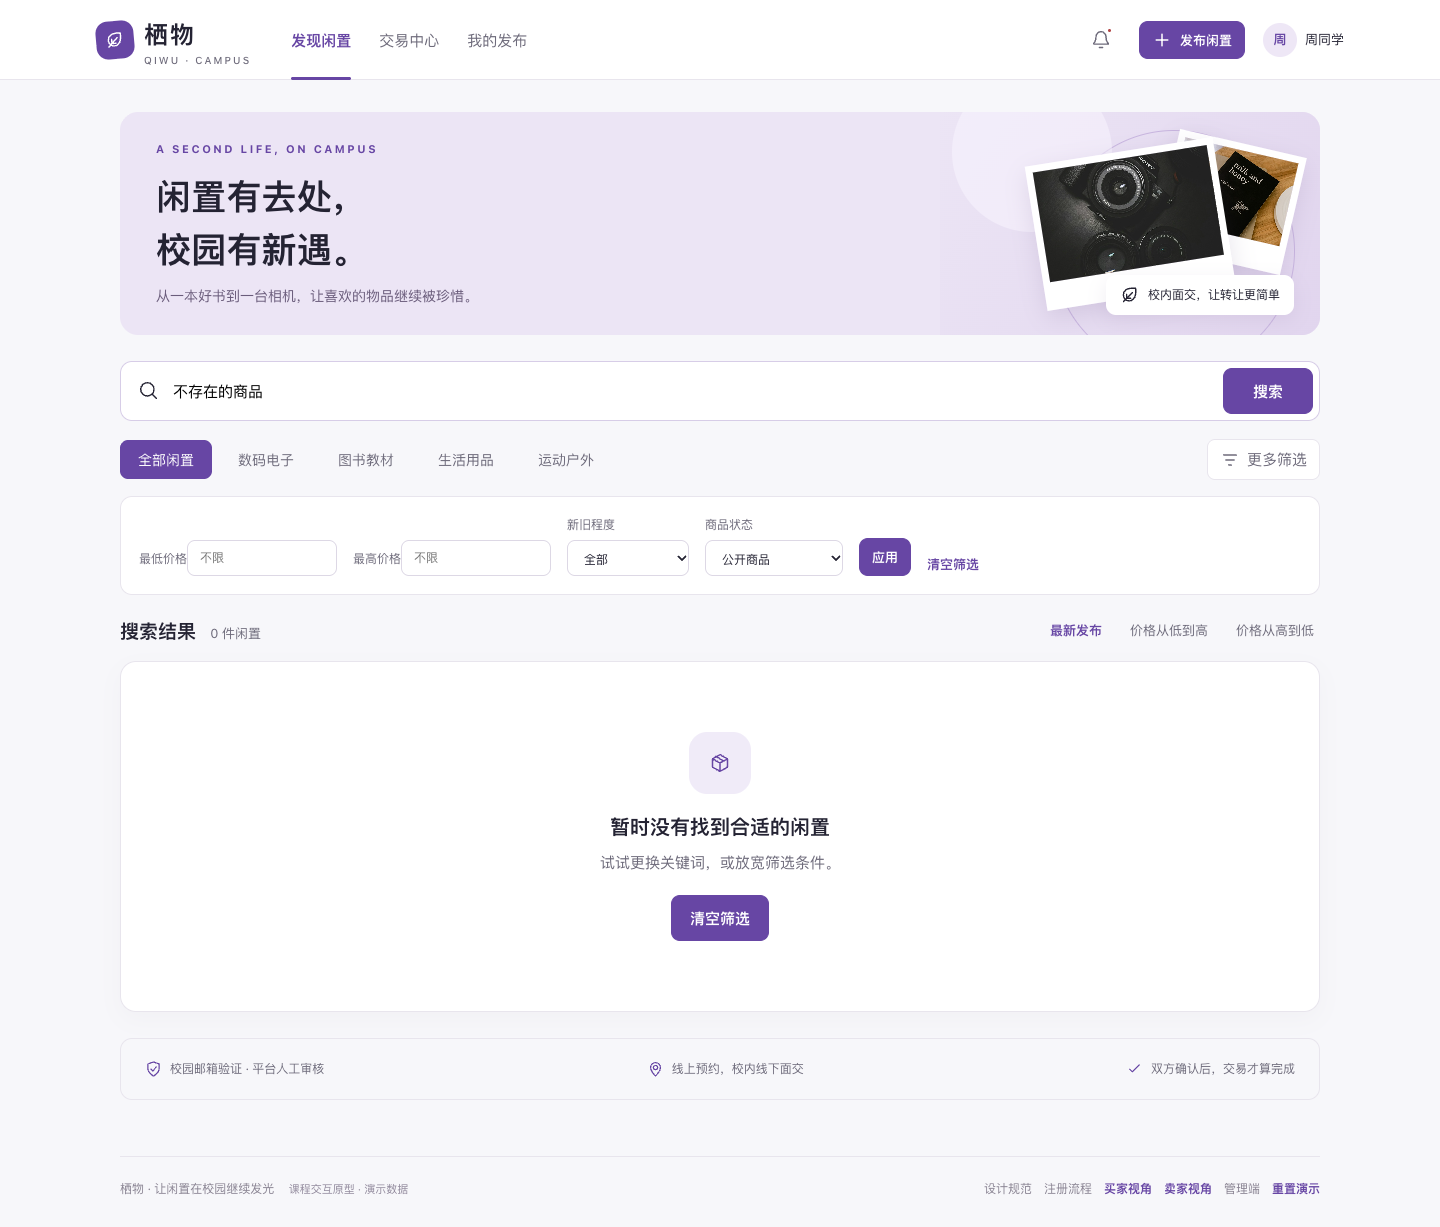 栖物
QIWU · CAMPUS
发现闲置
交易中心
我的发布
发布闲置
周
周同学
A SECOND LIFE, ON CAMPUS
闲置有去处，
校园有新遇。
从一本好书到一台相机，让喜欢的物品继续被珍惜。
milk and
honey
校内面交，让转让更简单
不存在的商品
搜索
全部闲置
数码电子
图书教材
生活用品
运动户外
更多筛选
最低价格
不限
最高价格
不限
新旧程度
全部
商品状态
公开商品
应用
清空筛选
搜索结果
0 件闲置
最新发布
价格从低到高
价格从高到低
暂时没有找到合适的闲置
试试更换关键词，或放宽筛选条件。
清空筛选
校园邮箱验证 · 平台人工审核
线上预约，校内线下面交
双方确认后，交易才算完成
栖物 · 让闲置在校园继续发光
课程交互原型 · 演示数据
设计规范
注册流程
买家视角
卖家视角
管理端
重置演示